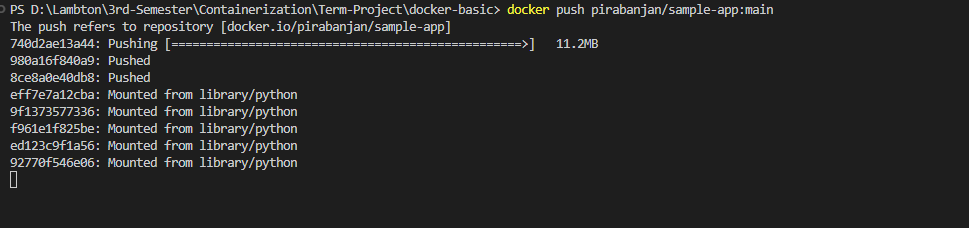 PS D:\Lambton\3rd-Semester\Containerization\Term-Project\docker-basic> docker push pirabanjan/sample-app:main
The push refers to repository [docker.io/pirabanjan/sample-app]
740d2ae13a44: Pushing [==================================================>]   11.2MB
980a16f840a9: Pushed
8ce8a0e40db8: Pushed
eff7e7a12cba: Mounted from library/python
9f1373577336: Mounted from library/python
f961e1f825be: Mounted from library/python
ed123c9f1a56: Mounted from library/python
92770f546e06: Mounted from library/python